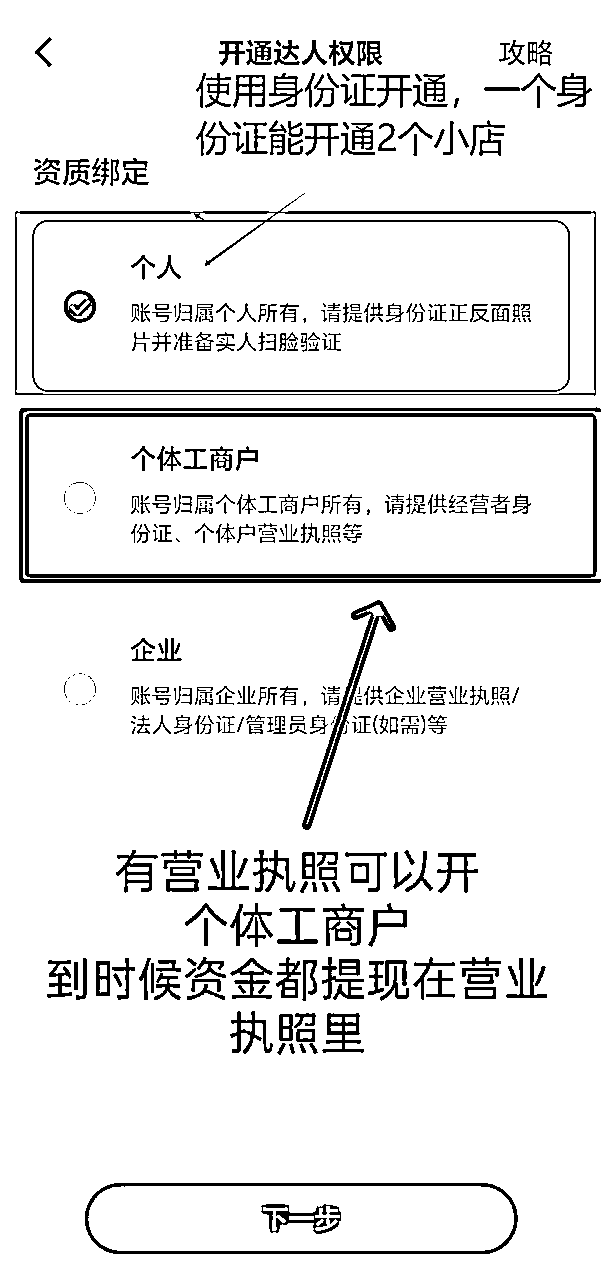 开通达人权限
攻略
使用身份证开通，一个身
份证能开通2个小店
资质绑定
个人
账号归属个人所有，请提供身份证正反面照
片并准备实人扫脸验证
个体工商户
账号归属个体工商户所有，请提供经营者身
份证、个体户营业执照等
企业
账号归属企业所有，请提供企业营业执照/
法人身份证/管理员身份证(如需)等
有营业执照可以开
个体工商户
到时候资金都提现在营业
执照里
下一步